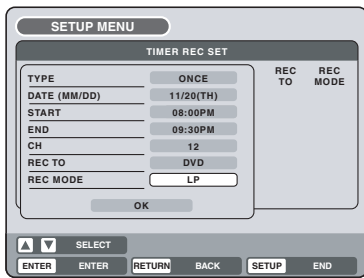 SETUP MENU
TIMER REC SET
REC TO REC MODE
TYPE ONCE
DATE (MM/DD) 11/20(TH)
START 08:00PM
END 09:30PM
CH 12
REC TO DVD
REC MODE LP
OK
SELECT
ENTER ENTER RETURN BACK SETUP END